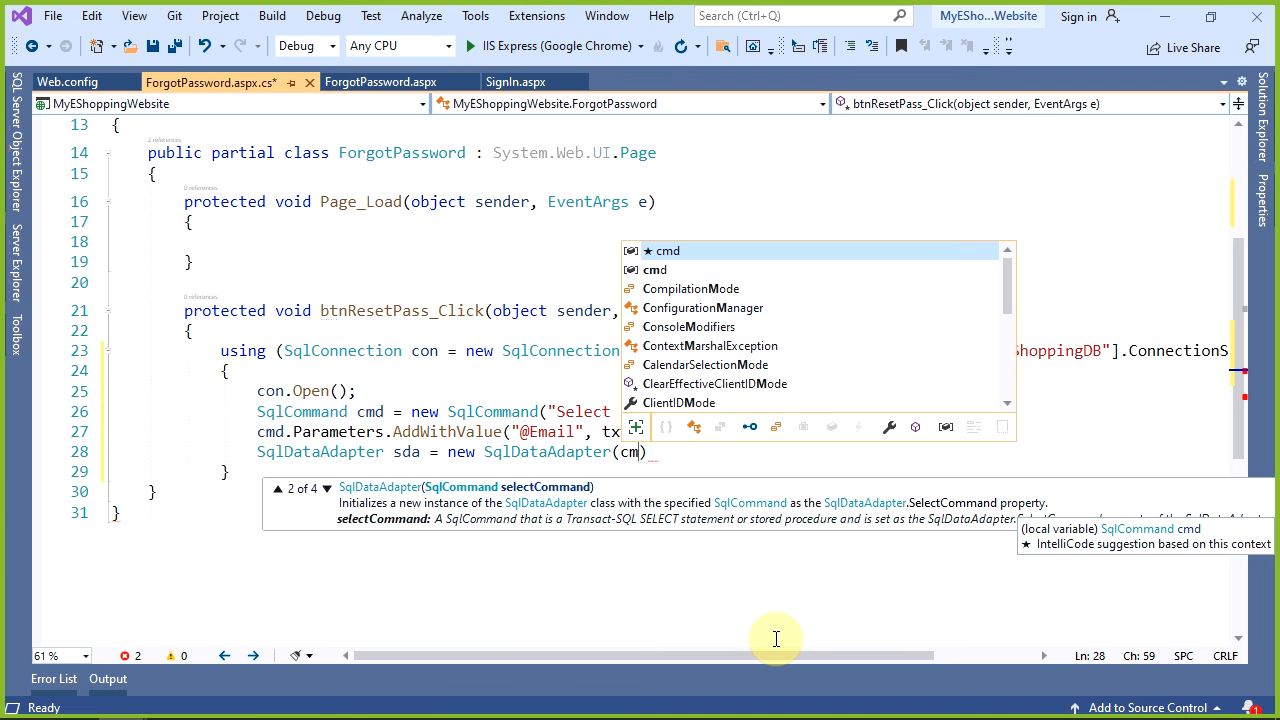 File Edit View Git Project Build Debug Test Analyze Tools Extensions Window Help Search (Ctrl+Q) MyESho...Website Sign in
Debug Any CPU IIS Express (Google Chrome) Live Share
Web.config ForgotPassword.aspx.cs* ForgotPassword.aspx SignIn.aspx
MyEShoppingWebsite MyEShoppingWebsite.ForgotPassword btnResetPass_Click(object sender, EventArgs e)
SQL Server Object Explorer
Server Explorer
Toolbox
Solution Explorer
Properties
13 {
2 references
14 public partial class ForgotPassword : System.Web.UI.Page
15 {
0 references
16 protected void Page_Load(object sender, EventArgs e)
17 {
18
19 }
20
0 references
21 protected void btnResetPass_Click(object sender,
22 {
23 using (SqlConnection con = new SqlConnection ShoppingDB"].ConnectionS
24 {
25 con.Open();
26 SqlCommand cmd = new SqlCommand("Select
27 cmd.Parameters.AddWithValue("@Email", tx
28 SqlDataAdapter sda = new SqlDataAdapter(cm)
29 }
30 }
31 }
★ cmd
cmd
CompilationMode
ConfigurationManager
ConsoleModifiers
ContextMarshalException
CalendarSelectionMode
ClearEffectiveClientIDMode
ClientIDMode
▲ 2 of 4 ▼ SqlDataAdapter(SqlCommand selectCommand)
Initializes a new instance of the SqlDataAdapter class with the specified SqlCommand as the SqlDataAdapter.SelectCommand property.
selectCommand: A SqlCommand that is a Transact-SQL SELECT statement or stored procedure and is set as the SqlDataAdapter.
(local variable) SqlCommand cmd
★ IntelliCode suggestion based on this context
61 % 2 0 Ln: 28 Ch: 59 SPC CRLF
Error List Output
Ready Add to Source Control 1